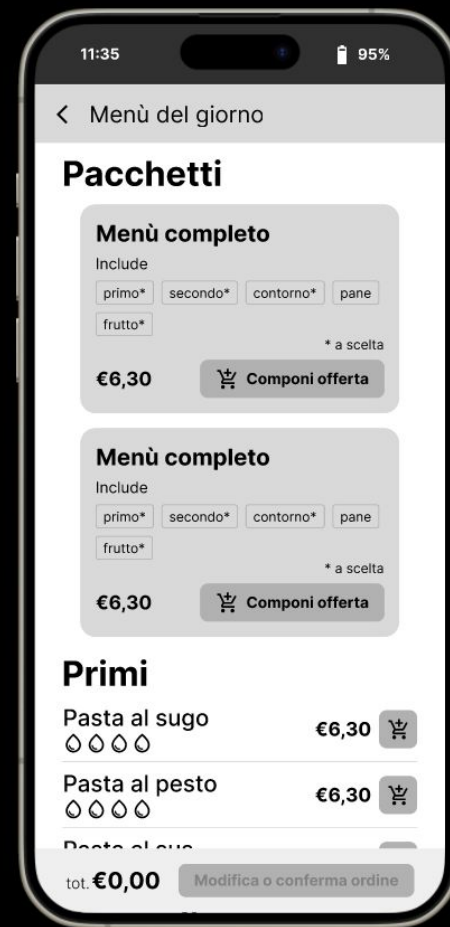 11:35
95%
Menù del giorno
Pacchetti
Menù completo
Include
primo* secondo* contorno* pane
frutto*
* a scelta
€6,30 Componi offerta
Menù completo
Include
primo* secondo* contorno* pane
frutto*
* a scelta
€6,30 Componi offerta
Primi
Pasta al sugo
€6,30
Pasta al pesto
€6,30
Pasta al
tot. €0,00 Modifica o conferma ordine